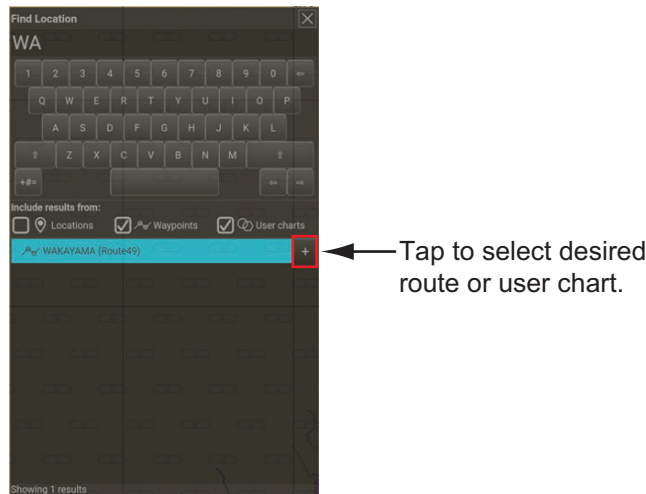 Find Location
WA
1 2 3 4 5 6 7 8 9 0 ⇐
Q W E R T Y U I O P
A S D F G H J K L
⇧ Z X C V B N M ⇧
+#= ⇐ ⇒
Include results from:
Locations Waypoints User charts
WAKAYAMA (Route49) +
Tap to select desired
route or user chart.
Showing 1 results